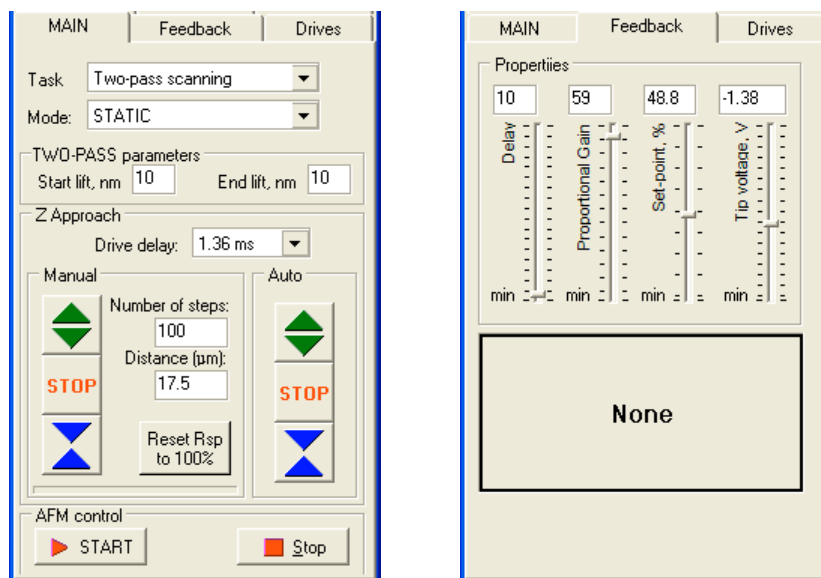 MAIN Feedback Drives
Task Two-pass scanning
Mode: STATIC
TWO-PASS parameters
Start lift, nm 10 End lift, nm 10
Z Approach
Drive delay: 1.36 ms
Manual Auto
Number of steps:
100
Distance (µm):
17.5
STOP STOP
Reset Rsp
to 100%
AFM control
START Stop
MAIN Feedback Drives
Propertiies
10 59 48.8 -1.38
Delay Proportional Gain Set-point, % Tip voltage, V
min min min min
None